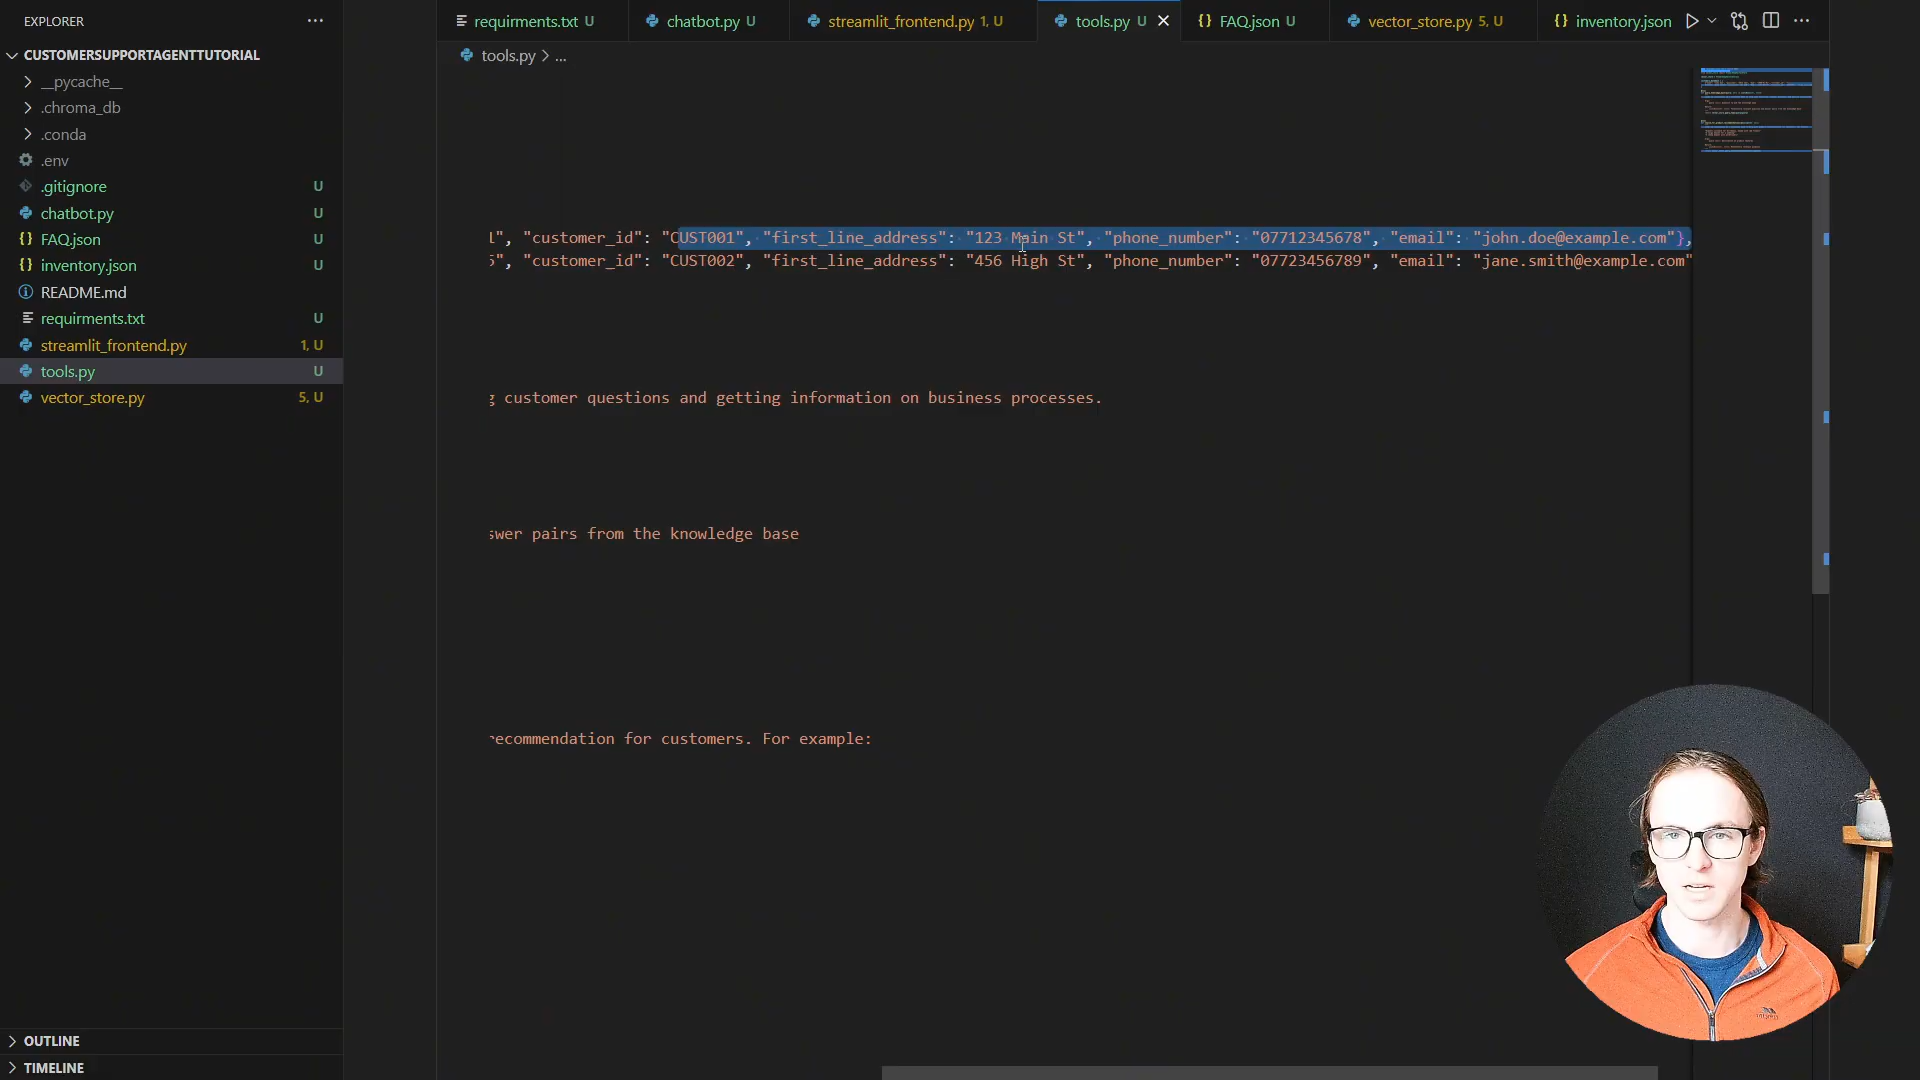 EXPLORER
requirments.txt U
chatbot.py U
streamlit_frontend.py 1, U
tools.py U
FAQ.json U
vector_store.py 5, U
inventory.json
tools.py > ...
CUSTOMERSUPPORTAGENTTUTORIAL
__pycache__
.chroma_db
.conda
.env
.gitignore U
chatbot.py U
FAQ.json U
inventory.json U
README.md
requirments.txt U
streamlit_frontend.py 1, U
tools.py U
vector_store.py 5, U
", "customer_id": "CUST001", "first_line_address": "123 Main St", "phone_number": "07712345678", "email": "john.doe@example.com"},
", "customer_id": "CUST002", "first_line_address": "456 High St", "phone_number": "07723456789", "email": "jane.smith@example.com"
g customer questions and getting information on business processes.
swer pairs from the knowledge base
recommendation for customers. For example:
OUTLINE
TIMELINE